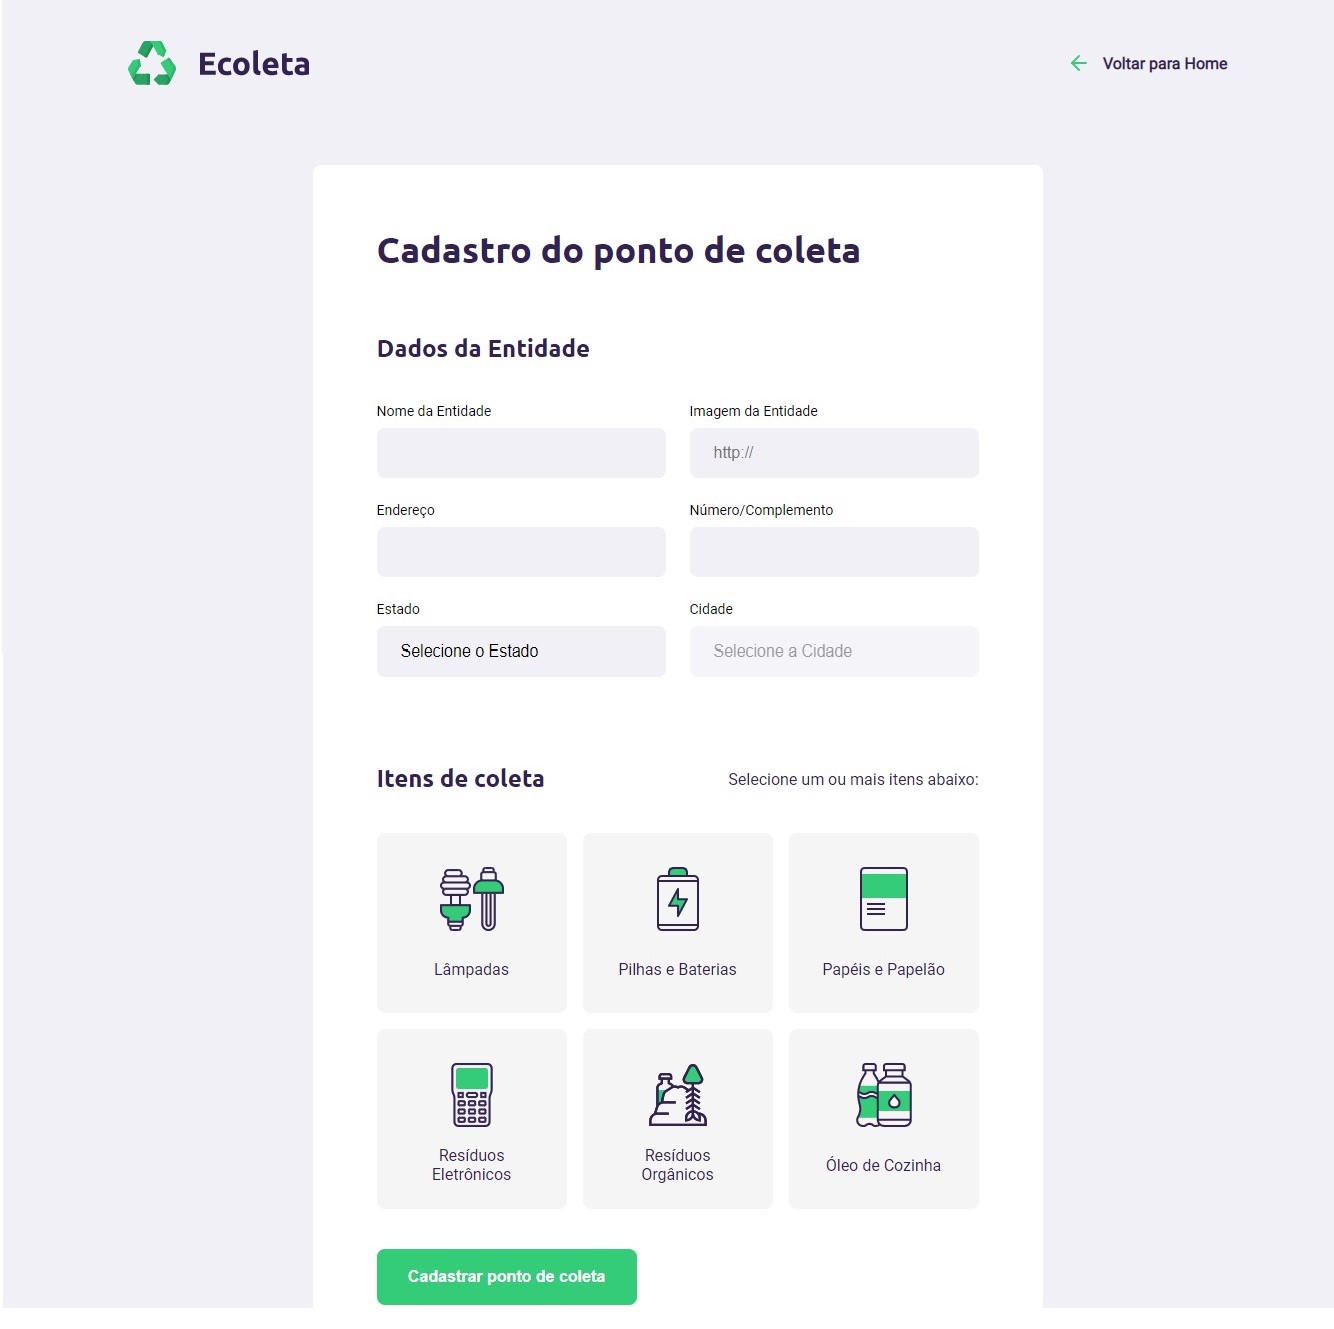 Ecoleta
Voltar para Home
Cadastro do ponto de coleta
Dados da Entidade
Nome da Entidade
Imagem da Entidade
http://
Endereço
Número/Complemento
Estado
Cidade
Selecione o Estado
Selecione a Cidade
Itens de coleta
Selecione um ou mais itens abaixo:
Lâmpadas
Pilhas e Baterias
Papéis e Papelão
Resíduos
Eletrônicos
Resíduos
Orgânicos
Óleo de Cozinha
Cadastrar ponto de coleta